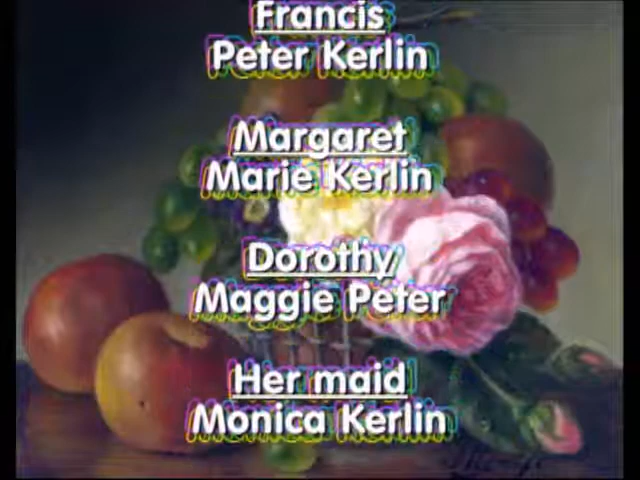 Francis
Peter Kerlin
Margaret
Marie Kerlin
Dorothy
Maggie Peter
Her maid
Monica Kerlin